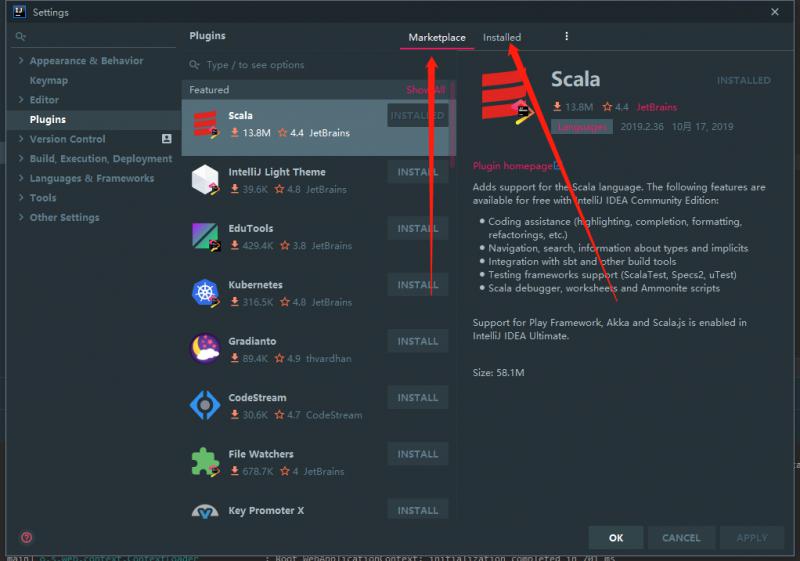 Settings
Appearance & Behavior
Keymap
Editor
Plugins
Version Control
Build, Execution, Deployment
Languages & Frameworks
Tools
Other Settings
Plugins
Marketplace
Installed
Type / to see options
Featured
Show All
Scala
13.8M 4.4 JetBrains
INSTALLED
IntelliJ Light Theme
39.6K 4.8 JetBrains
INSTALL
EduTools
429.4K 3.8 JetBrains
INSTALL
Kubernetes
316.5K 4.8 JetBrains
INSTALL
Gradianto
89.4K 4.9 thvardhan
INSTALL
CodeStream
30.6K 4.7 CodeStream
INSTALL
File Watchers
678.7K 4 JetBrains
INSTALL
Key Promoter X
INSTALL
Scala
INSTALLED
13.8M 4.4 JetBrains
Languages 2019.2.36 10月 17, 2019
Plugin homepage
Adds support for the Scala language. The following features are
available for free with IntelliJ IDEA Community Edition:
Coding assistance (highlighting, completion, formatting,
refactorings, etc.)
Navigation, search, information about types and implicits
Integration with sbt and other build tools
Testing frameworks support (ScalaTest, Specs2, uTest)
Scala debugger, worksheets and Ammonite scripts
Support for Play Framework, Akka and Scala.js is enabled in
IntelliJ IDEA Ultimate.
Size: 58.1M
OK
CANCEL
APPLY
main] o.s.web.context.ContextLoader : Root WebApplicationContext: initialization completed in 701 ms